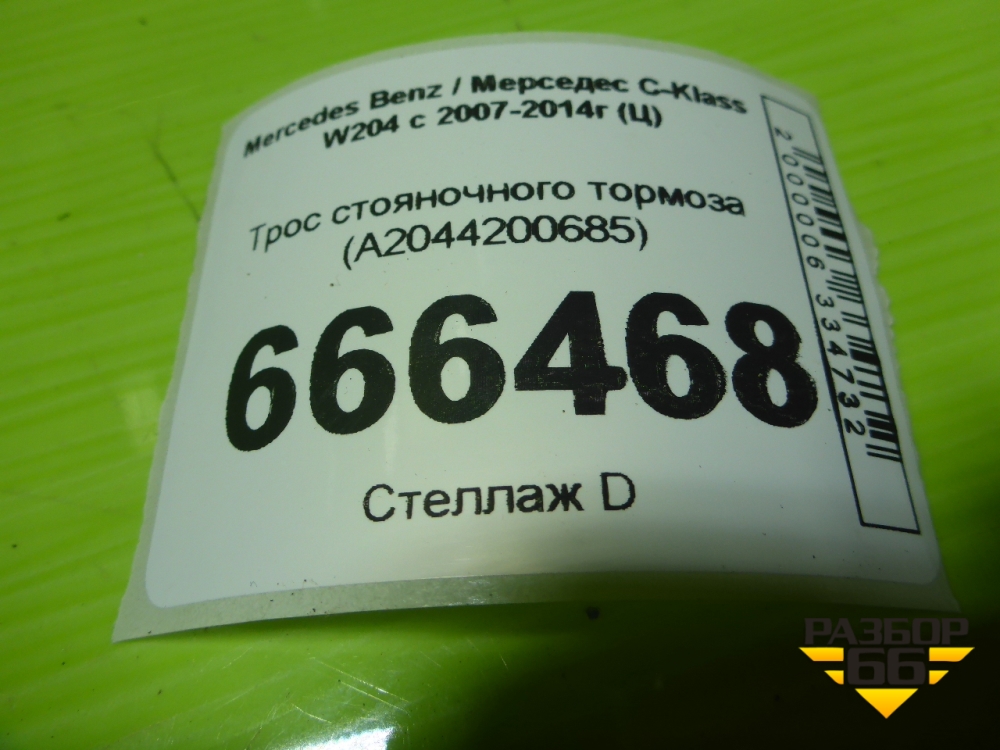 Mercedes Benz / Мерседес C-Klass
W204 с 2007-2014г (Ц)
Трос стояночного тормоза
(A2044200685)
666468
Стеллаж D
2000006334732
РАЗБОР
66